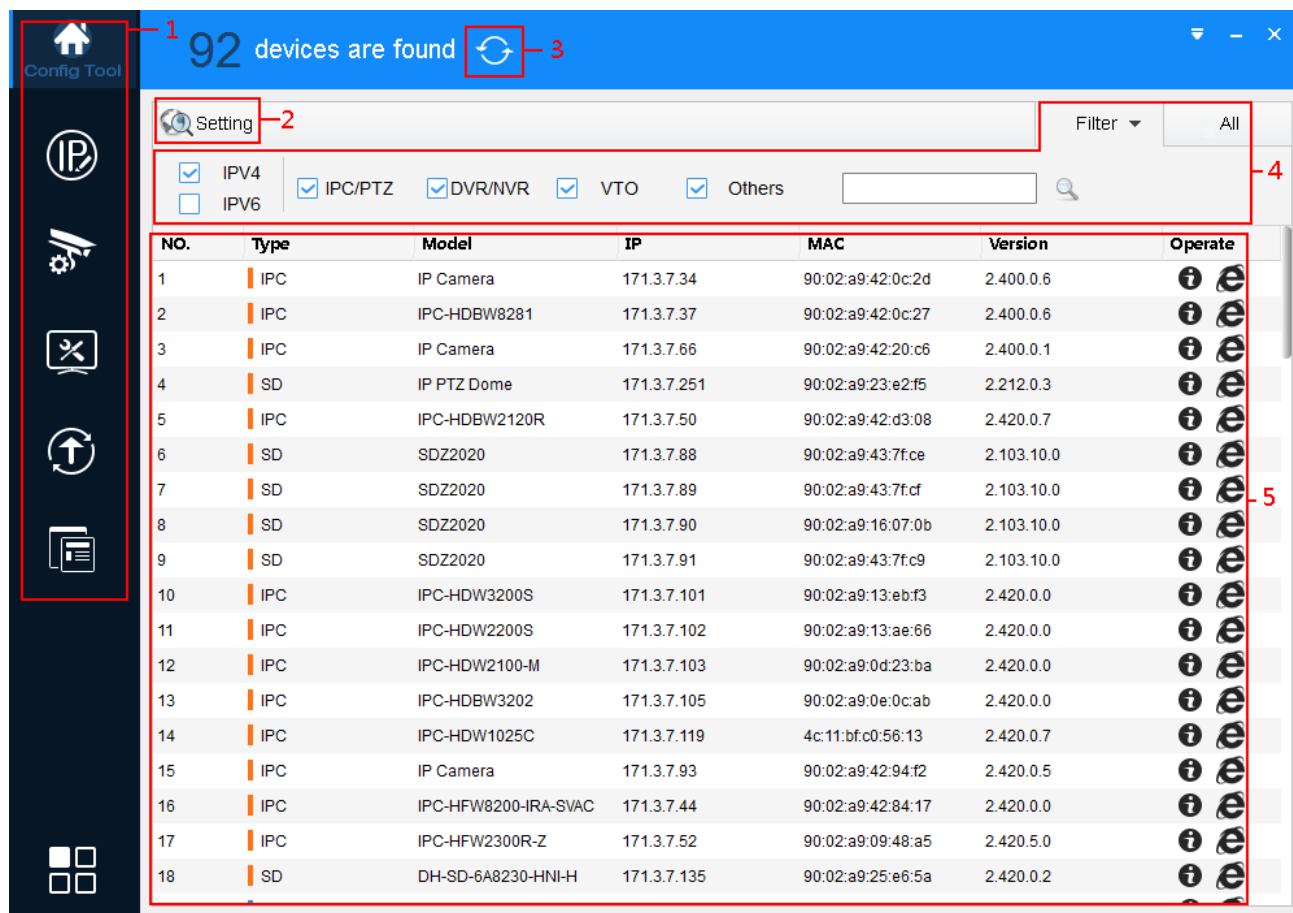 Config Tool
1
92 devices are found
3
Setting
2
Filter
All
IPV4
IPV6
IPC/PTZ
DVR/NVR
VTO
Others
4
NO. Type Model IP MAC Version Operate
1 IPC IP Camera 171.3.7.34 90:02:a9:42:0c:2d 2.400.0.6
2 IPC IPC-HDBW8281 171.3.7.37 90:02:a9:42:0c:27 2.400.0.6
3 IPC IP Camera 171.3.7.66 90:02:a9:42:20:c6 2.400.0.1
4 SD IP PTZ Dome 171.3.7.251 90:02:a9:23:e2:f5 2.212.0.3
5 IPC IPC-HDBW2120R 171.3.7.50 90:02:a9:42:d3:08 2.420.0.7
6 SD SDZ2020 171.3.7.88 90:02:a9:43:7f:ce 2.103.10.0
7 SD SDZ2020 171.3.7.89 90:02:a9:43:7f:cf 2.103.10.0
5
8 SD SDZ2020 171.3.7.90 90:02:a9:16:07:0b 2.103.10.0
9 SD SDZ2020 171.3.7.91 90:02:a9:43:7f:c9 2.103.10.0
10 IPC IPC-HDW3200S 171.3.7.101 90:02:a9:13:eb:f3 2.420.0.0
11 IPC IPC-HDW2200S 171.3.7.102 90:02:a9:13:ae:66 2.420.0.0
12 IPC IPC-HDW2100-M 171.3.7.103 90:02:a9:0d:23:ba 2.420.0.0
13 IPC IPC-HDBW3202 171.3.7.105 90:02:a9:0e:0c:ab 2.420.0.0
14 IPC IPC-HDW1025C 171.3.7.119 4c:11:bf:c0:56:13 2.420.0.7
15 IPC IP Camera 171.3.7.93 90:02:a9:42:94:f2 2.420.0.5
16 IPC IPC-HFW8200-IRA-SVAC 171.3.7.44 90:02:a9:42:84:17 2.420.0.0
17 IPC IPC-HFW2300R-Z 171.3.7.52 90:02:a9:09:48:a5 2.420.5.0
18 SD DH-SD-6A8230-HNI-H 171.3.7.135 90:02:a9:25:e6:5a 2.420.0.2